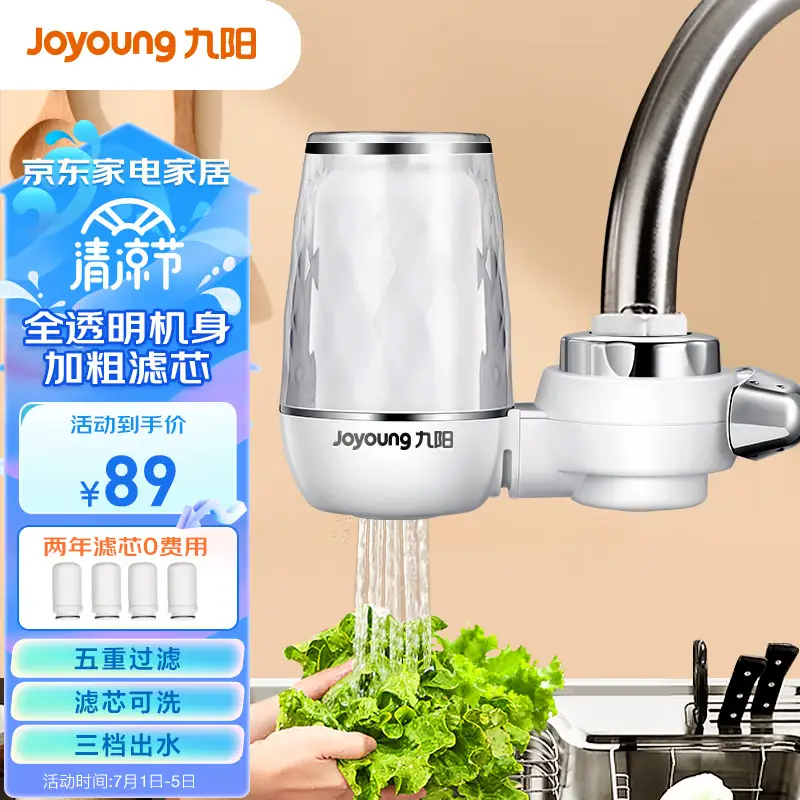 Joyoung 九阳
京东家电家居
清凉节
全透明机身
加粗滤芯
活动到手价
¥89
两年滤芯0费用
五重过滤
滤芯可洗
三档出水
活动时间:7月1日-5日
Joyoung 九阳